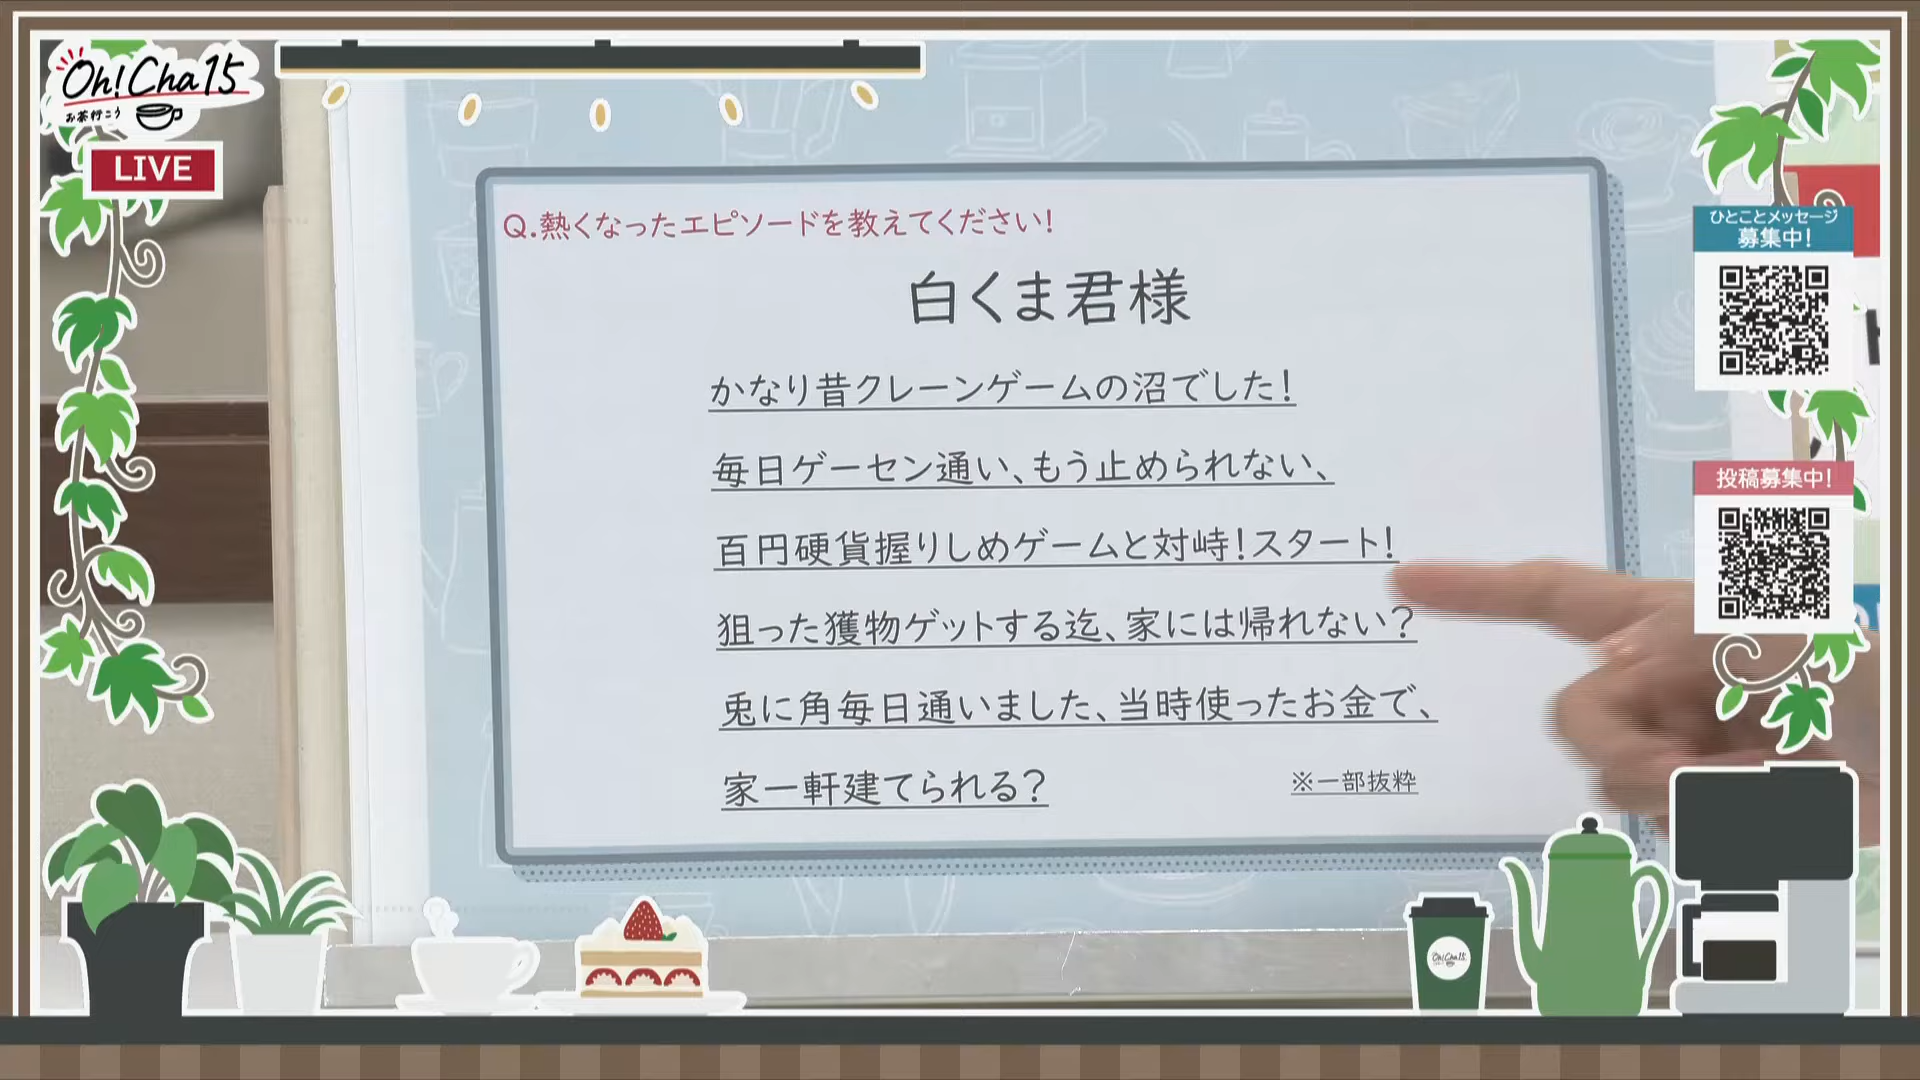 Oh!Cha15
お茶行こう
LIVE
Q.熱くなったエピソードを教えてください!
白くま君様
かなり昔クレーンゲームの沼でした!
毎日ゲーセン通い、もう止められない、
百円硬貨握りしめゲームと対峙!スタート!
狙った獲物ゲットする迄、家には帰れない?
兎に角毎日通いました、当時使ったお金で、
家一軒建てられる?
※一部抜粋
ひとことメッセージ
募集中!
投稿募集中!
Oh!Cha15